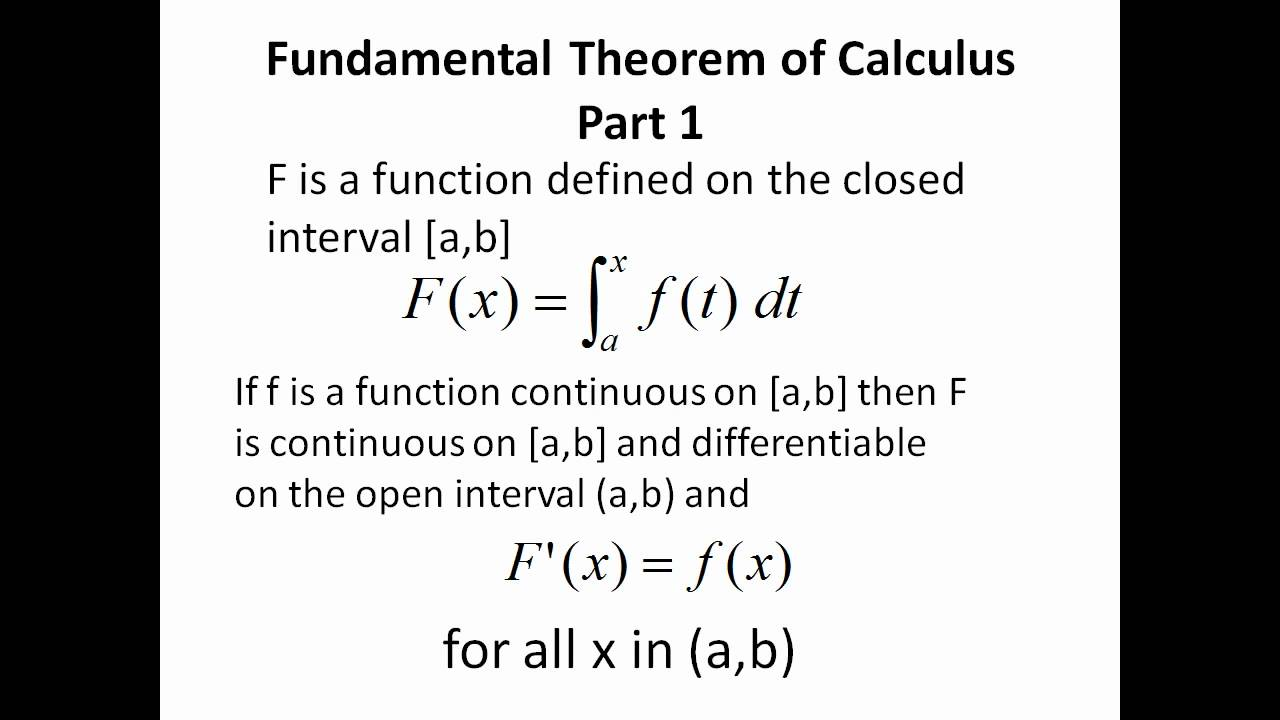 Fundamental Theorem of Calculus
Part 1
F is a function defined on the closed
interval [a,b]
F(x) = ∫ₐˣ f(t) dt
If f is a function continuous on [a,b] then F
is continuous on [a,b] and differentiable
on the open interval (a,b) and
F'(x) = f(x)
for all x in (a,b)